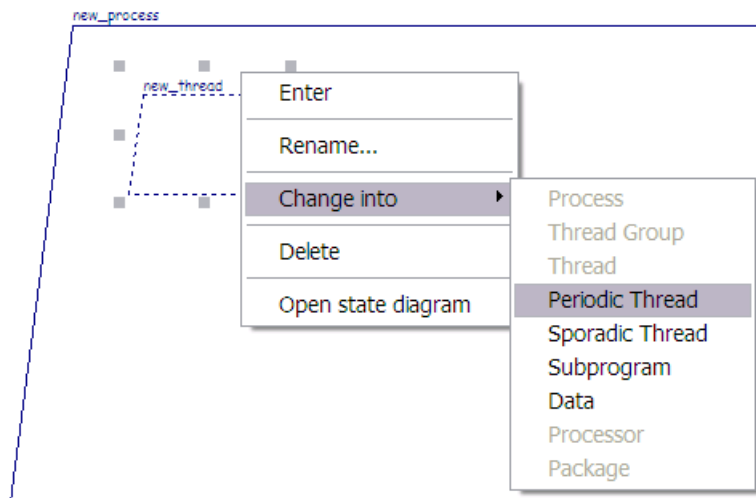 new_process
new_thread
Enter
Rename...
Change into
Delete
Open state diagram
Process
Thread Group
Thread
Periodic Thread
Sporadic Thread
Subprogram
Data
Processor
Package